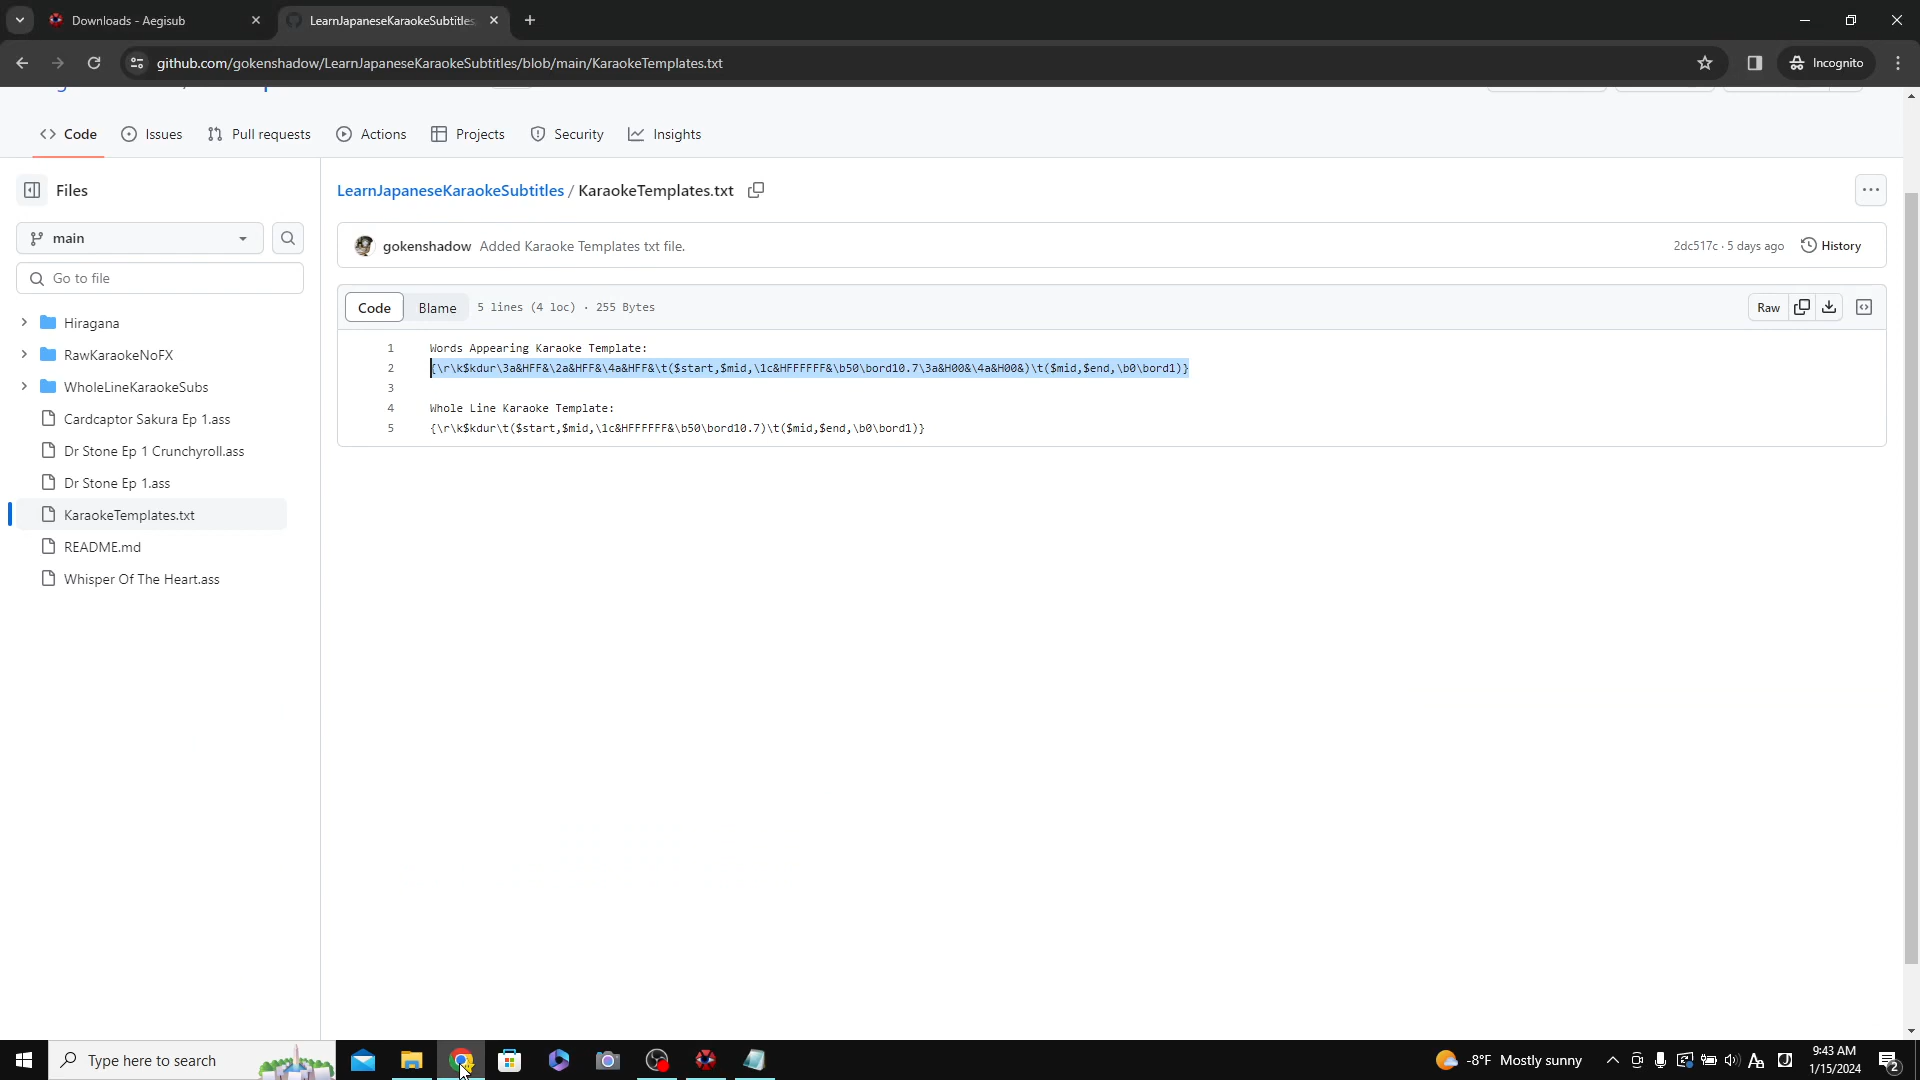 Downloads - Aegisub
LearnJapaneseKaraokeSubtitles
github.com/gokenshadow/LearnJapaneseKaraokeSubtitles/blob/main/KaraokeTemplates.txt
Incognito
Code Issues Pull requests Actions Projects Security Insights
Files
main
Go to file
Hiragana
RawKaraokeNoFX
WholeLineKaraokeSubs
Cardcaptor Sakura Ep 1.ass
Dr Stone Ep 1 Crunchyroll.ass
Dr Stone Ep 1.ass
KaraokeTemplates.txt
README.md
Whisper Of The Heart.ass
LearnJapaneseKaraokeSubtitles / KaraokeTemplates.txt
gokenshadow Added Karaoke Templates txt file.
2dc517c · 5 days ago History
Code Blame 5 lines (4 loc) · 255 Bytes
Raw
1 Words Appearing Karaoke Template:
2 {\r\k$kdur\3a&HFF&\2a&HFF&\4a&HFF&\t($start,$mid,\1c&HFFFFFF&\b50\bord10.7\3a&H00&\4a&H00&)\t($mid,$end,\b0\bord1)}
3
4 Whole Line Karaoke Template:
5 {\r\k$kdur\t($start,$mid,\1c&HFFFFFF&\b50\bord10.7)\t($mid,$end,\b0\bord1)}
Type here to search
-8°F Mostly sunny
9:43 AM
1/15/2024
2